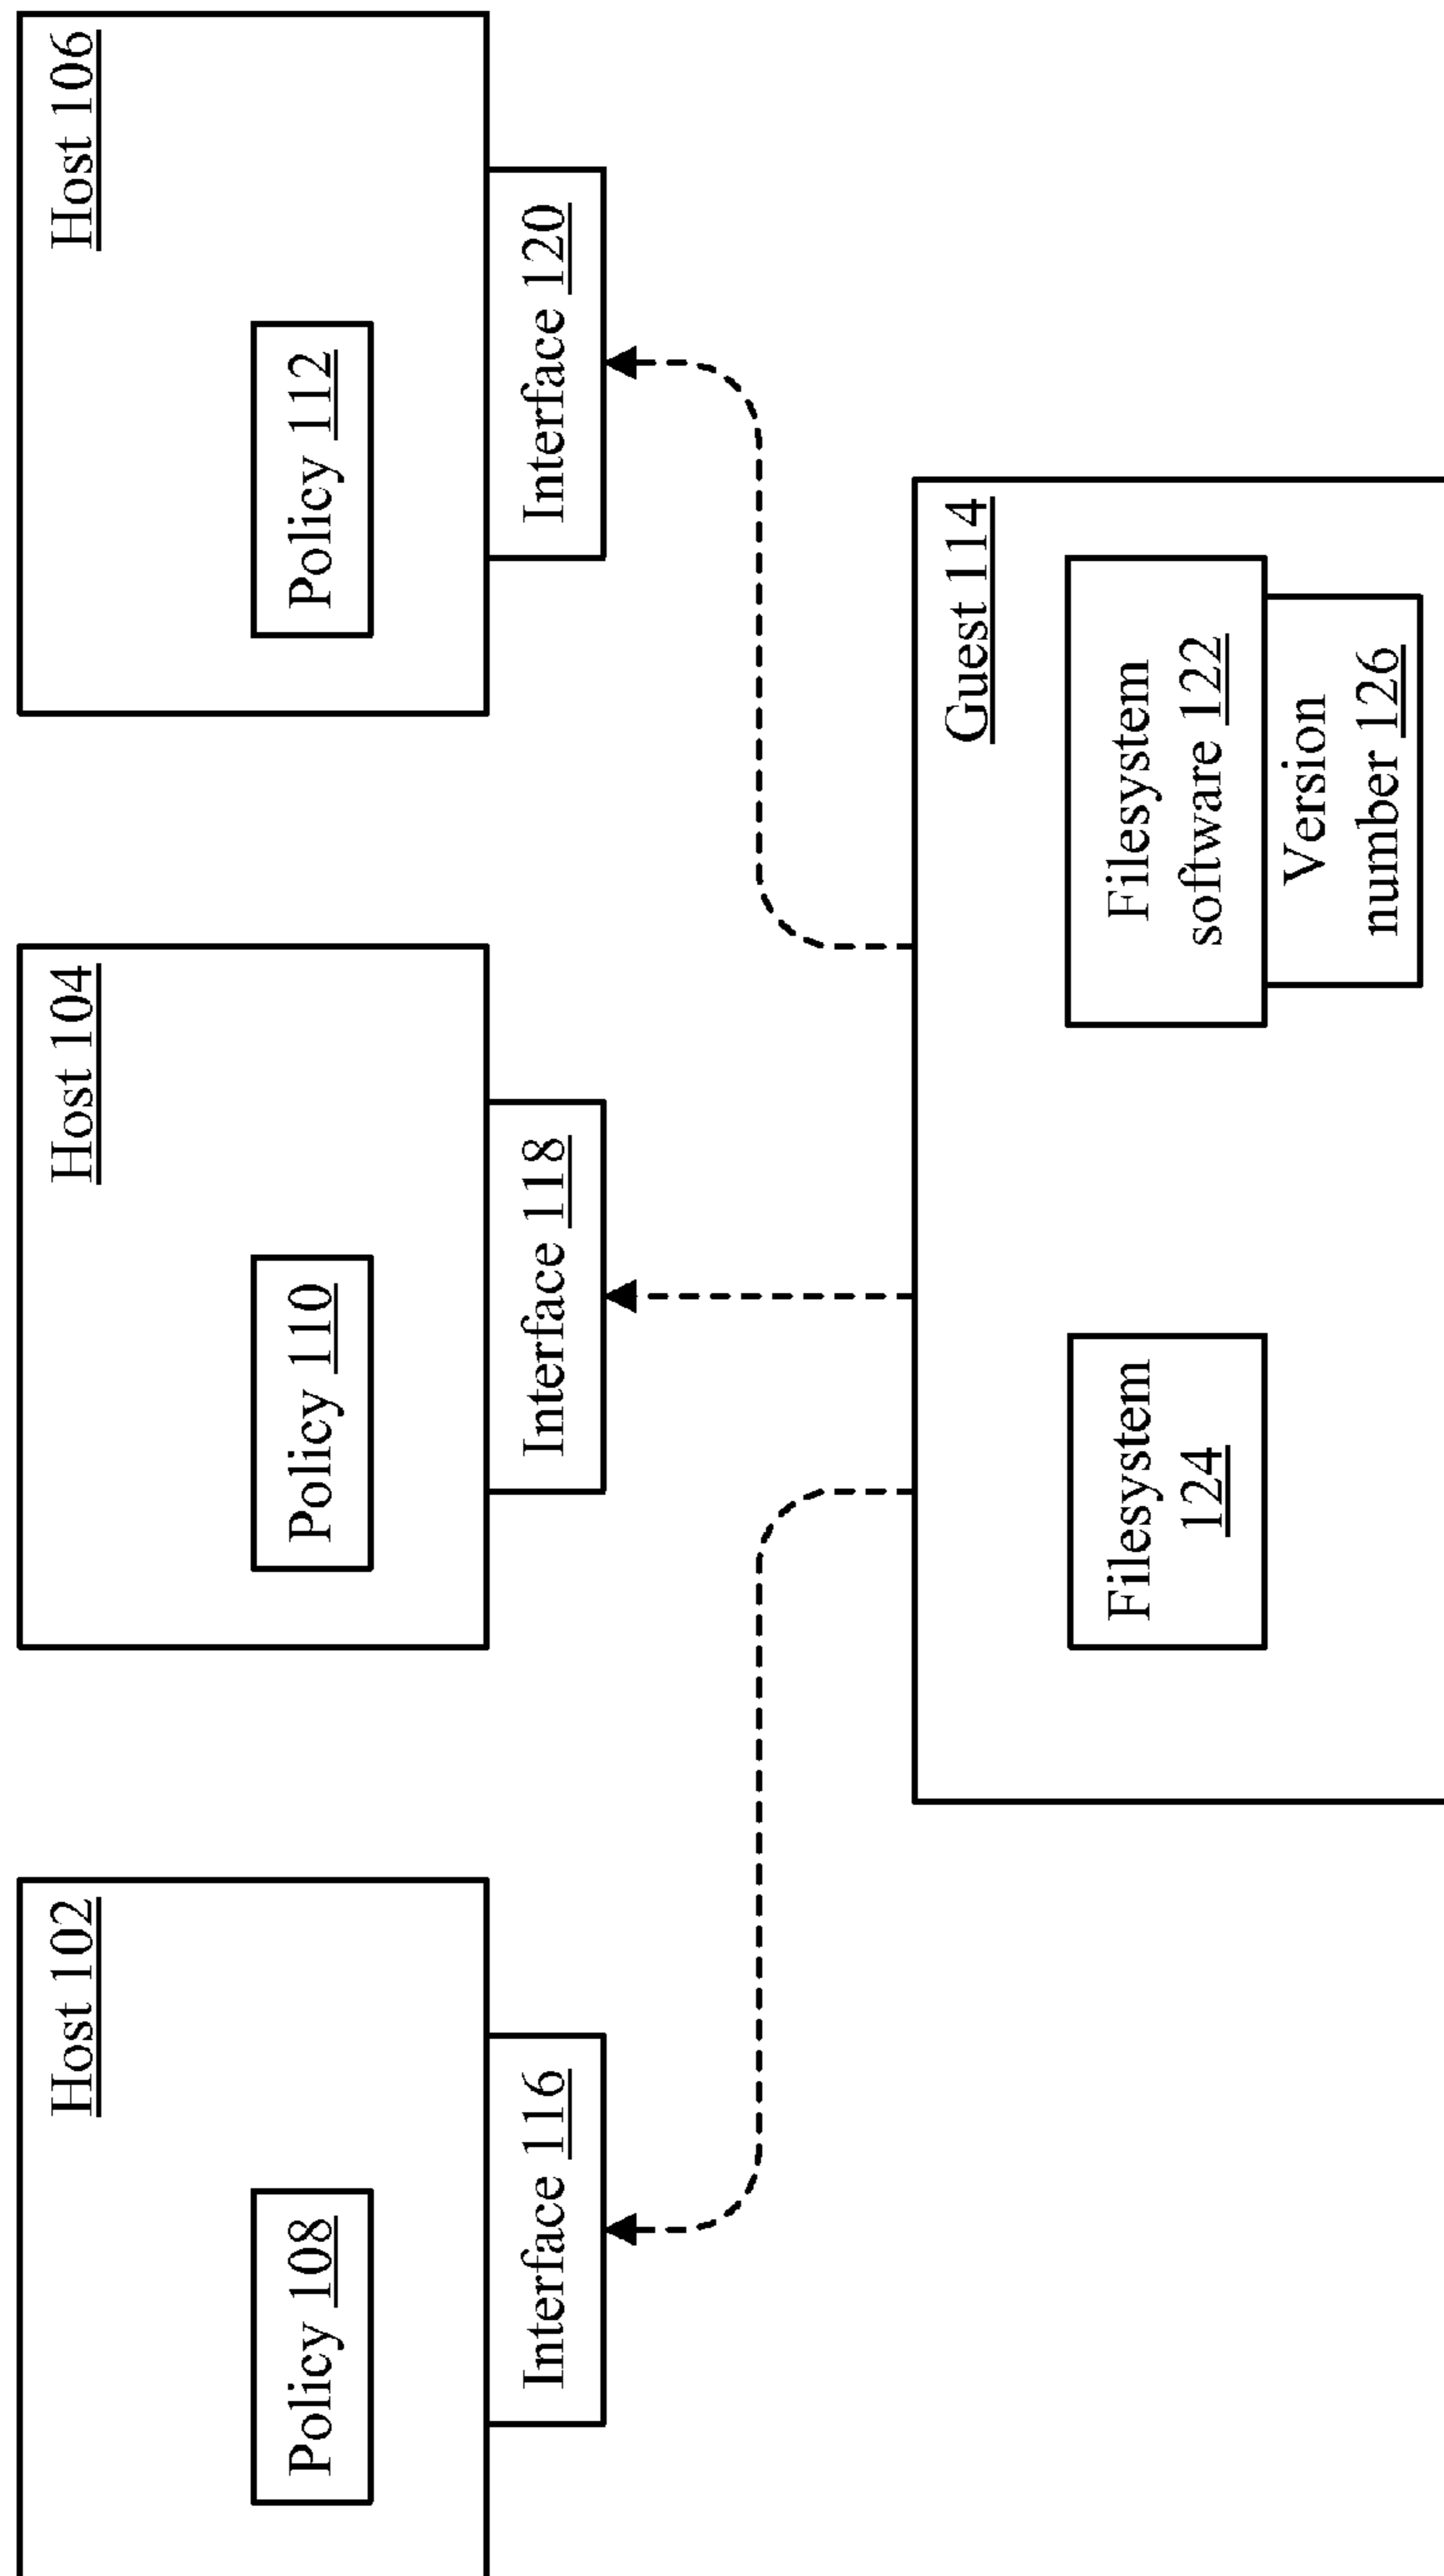 Host 102
Policy 108
Interface 116
Host 104
Policy 110
Interface 118
Host 106
Policy 112
Interface 120
Guest 114
Filesystem
124
Filesystem
software 122
Version
number 126